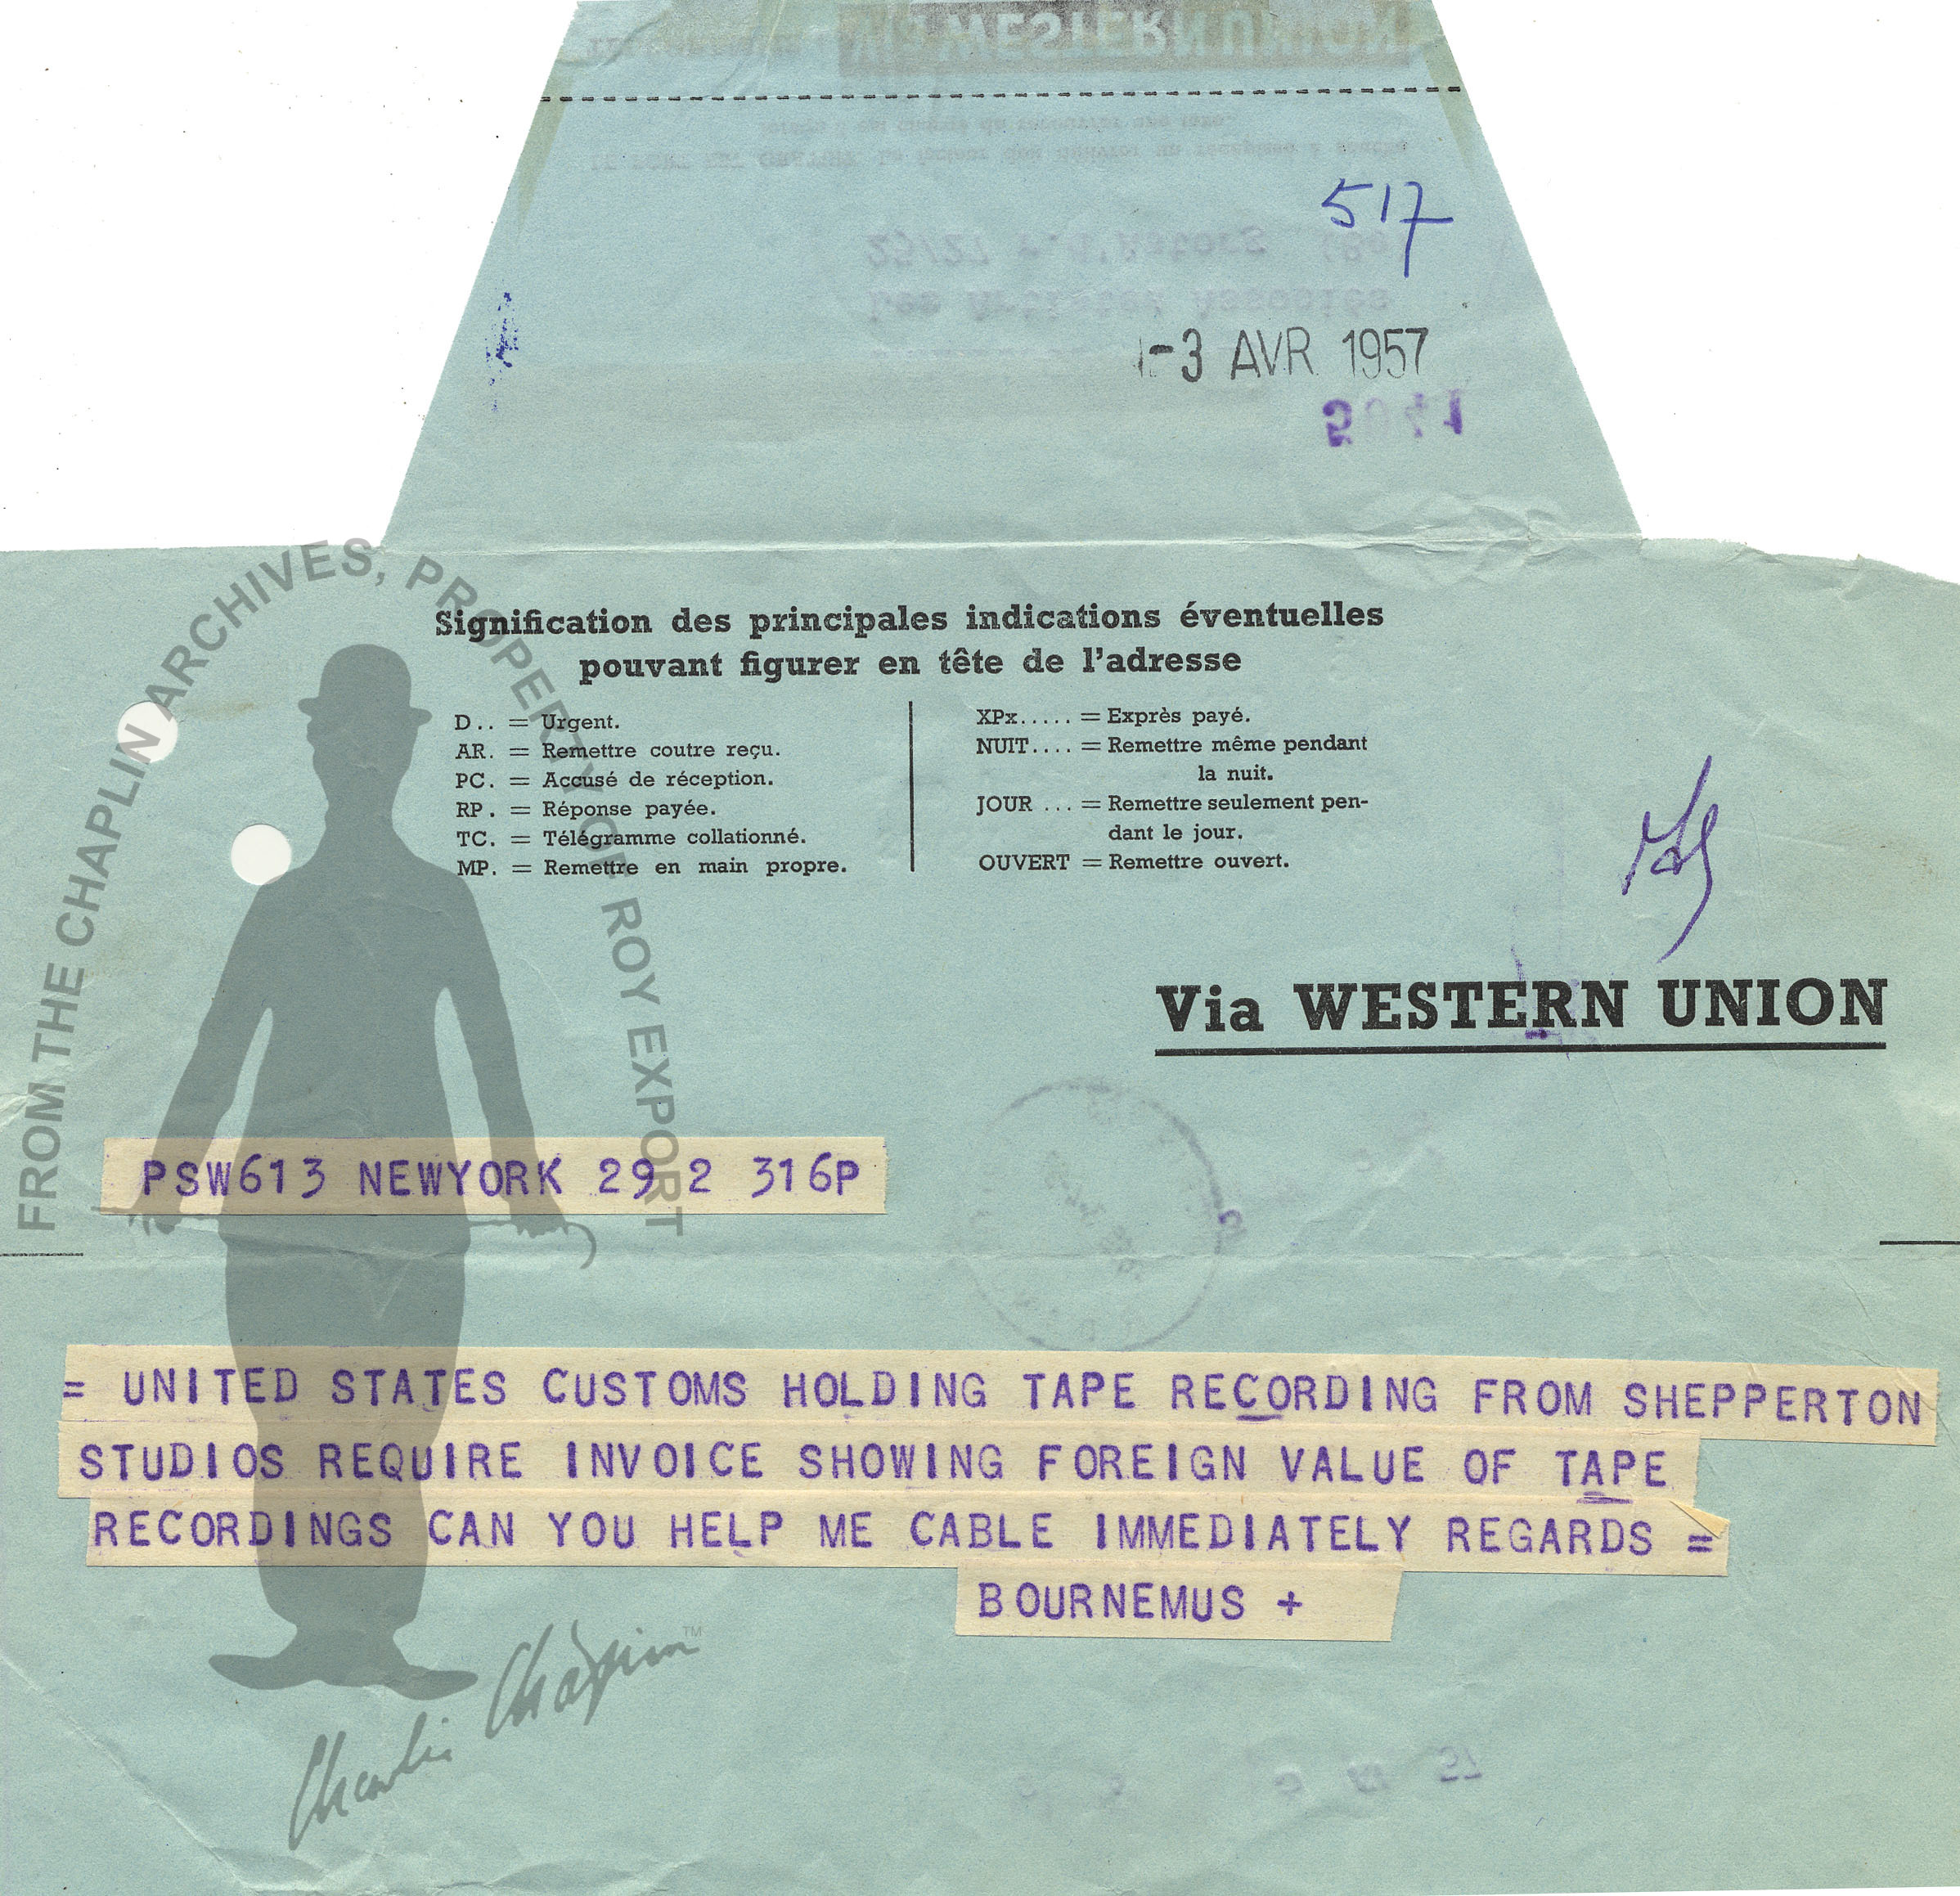 517
-3 AVR 1957
5041
Signification des principales indications éventuelles
pouvant figurer en tête de l'adresse
D .. = Urgent.
AR. = Remettre coutre reçu.
PC. = Accusé de réception.
RP. = Réponse payée.
TC. = Télégramme collationné.
MP. = Remettre en main propre.
XPx..... = Exprès payé.
NUIT.... = Remettre même pendant
la nuit.
JOUR ... = Remettre seulement pen-
dant le jour.
OUVERT = Remettre ouvert.
Via WESTERN UNION
PSW613 NEWYORK 29 2 316P
= UNITED STATES CUSTOMS HOLDING TAPE RECORDING FROM SHEPPERTON
STUDIOS REQUIRE INVOICE SHOWING FOREIGN VALUE OF TAPE
RECORDINGS CAN YOU HELP ME CABLE IMMEDIATELY REGARDS =
BOURNEMUS +
FROM THE CHAPLIN ARCHIVES, PROPERTY OF ROY EXPORT
Charlie Chaplin TM